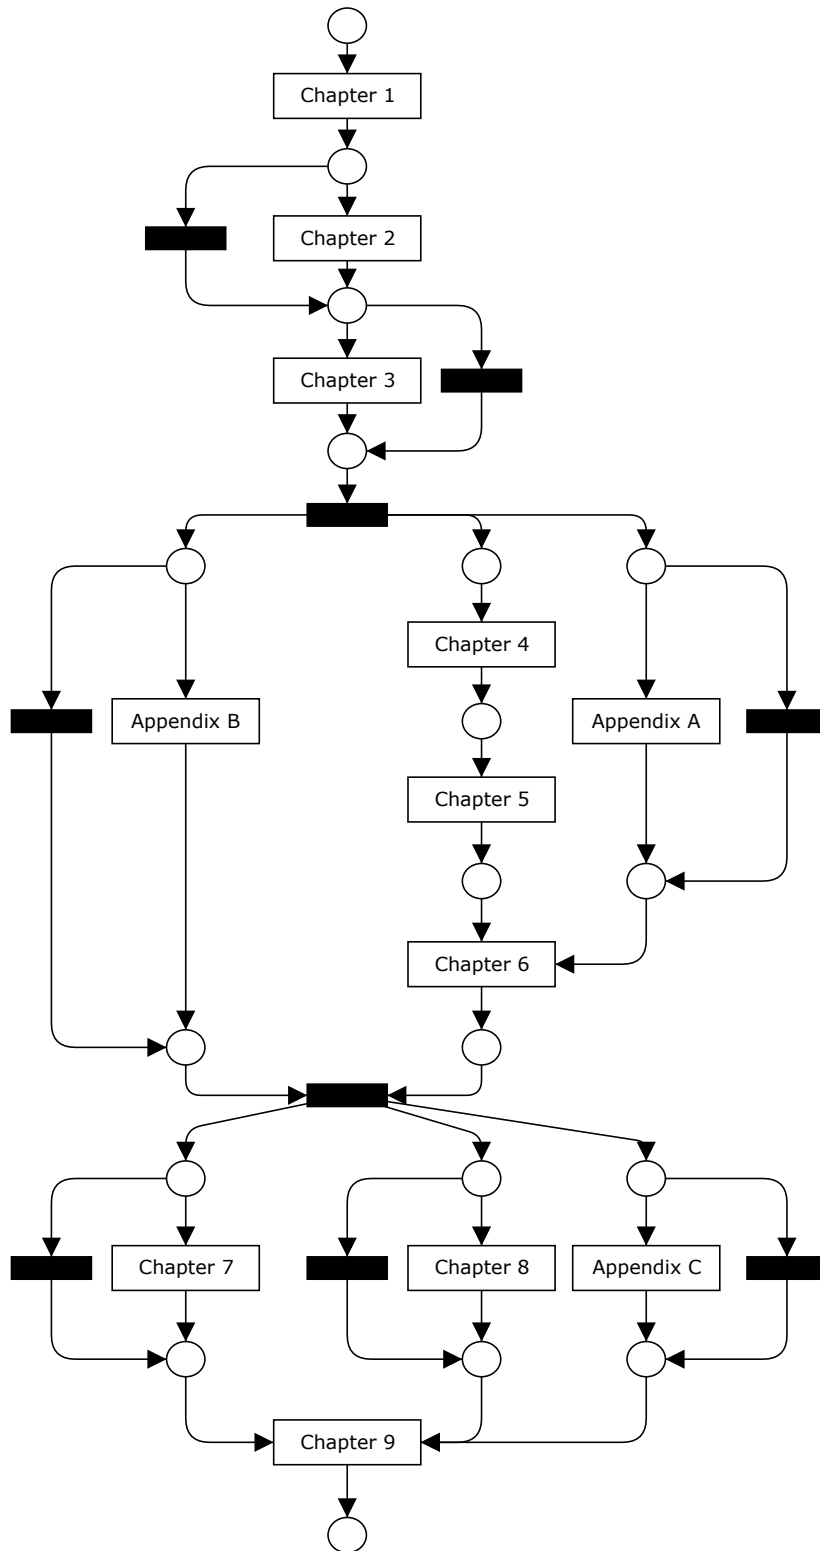 Chapter 1
Chapter 2
Chapter 3
Chapter 4
Appendix B
Appendix A
Chapter 5
Chapter 6
Chapter 7
Chapter 8
Appendix C
Chapter 9